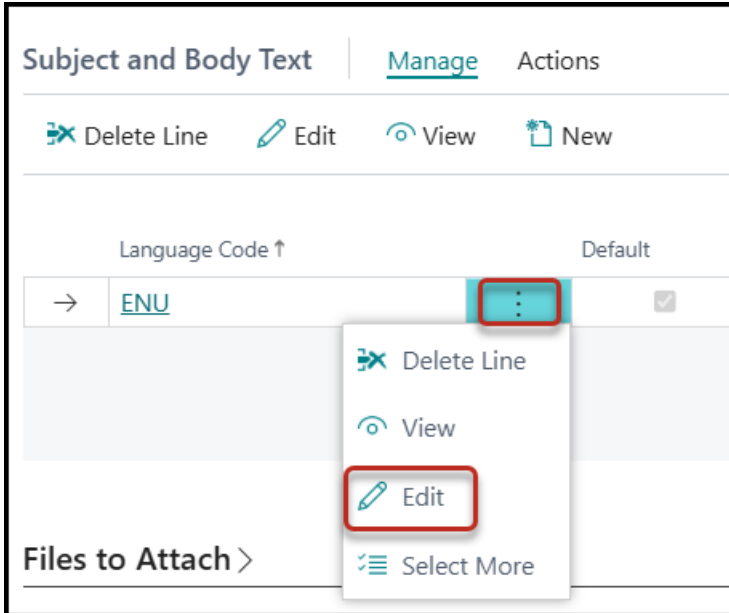 Subject and Body Text Manage Actions
Delete Line Edit View New
Language Code Default
ENU
Delete Line
View
Edit
Select More
Files to Attach